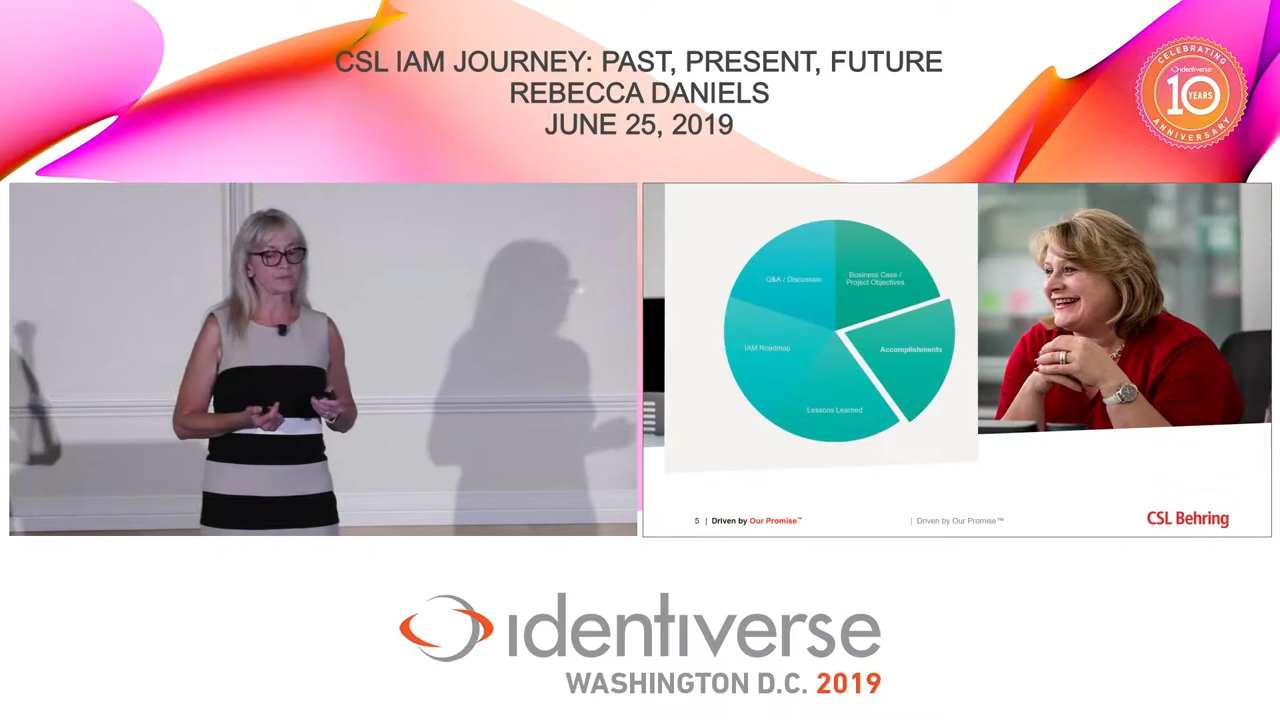 CSL IAM JOURNEY: PAST, PRESENT, FUTURE
REBECCA DANIELS
JUNE 25, 2019
CELEBRATING
identiverse
10
YEARS
ANNIVERSARY
Q&A / Discussion
Business Case /
Project Objectives
IAM Roadmap
Accomplishments
Lessons Learned
5 | Driven by Our Promise™
| Driven by Our Promise™
CSL Behring
identiverse
WASHINGTON D.C. 2019